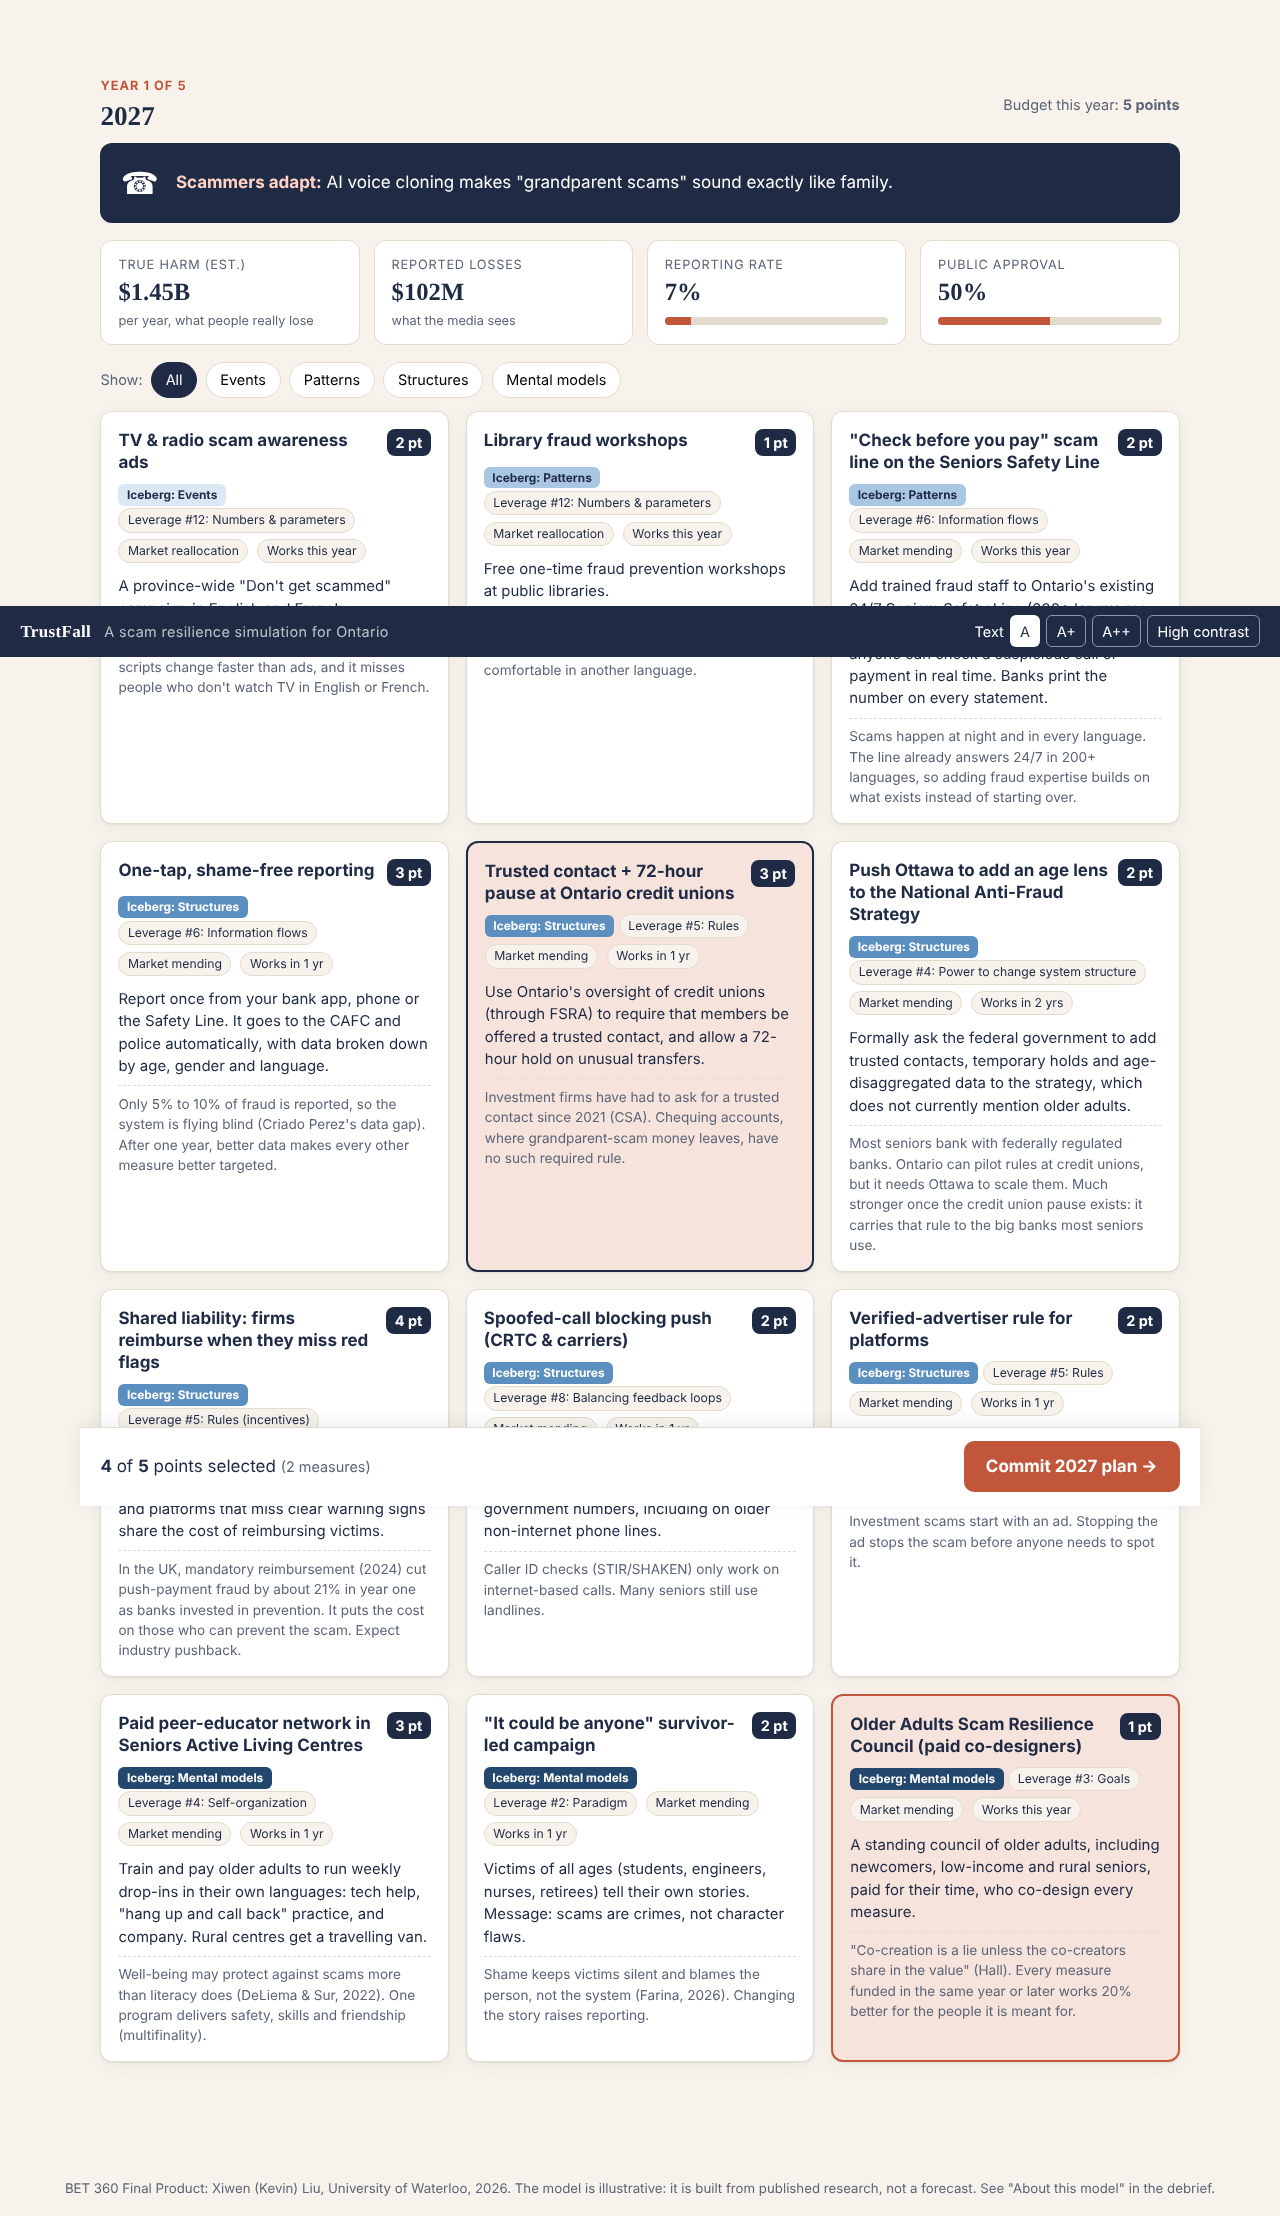 YEAR 1 OF 5
2027
Budget this year: 5 points
☎ Scammers adapt: AI voice cloning makes "grandparent scams" sound exactly like family.
TRUE HARM (EST.)
$1.45B
per year, what people really lose
REPORTED LOSSES
$102M
what the media sees
REPORTING RATE
7%
PUBLIC APPROVAL
50%
Show: All Events Patterns Structures Mental models
TV & radio scam awareness
ads
2 pt
Iceberg: Events
Leverage #12: Numbers & parameters
Market reallocation Works this year
A province-wide "Don't get scammed"
Library fraud workshops
1 pt
Iceberg: Patterns
Leverage #12: Numbers & parameters
Market reallocation Works this year
Free one-time fraud prevention workshops
at public libraries.
"Check before you pay" scam
line on the Seniors Safety Line
2 pt
Iceberg: Patterns
Leverage #6: Information flows
Market mending Works this year
Add trained fraud staff to Ontario's existing
TrustFall A scam resilience simulation for Ontario
Text A A+ A++ High contrast
scripts change faster than ads, and it misses
people who don't watch TV in English or French.
comfortable in another language.
payment in real time. Banks print the
number on every statement.
Scams happen at night and in every language.
The line already answers 24/7 in 200+
languages, so adding fraud expertise builds on
what exists instead of starting over.
One-tap, shame-free reporting
3 pt
Iceberg: Structures
Leverage #6: Information flows
Market mending Works in 1 yr
Report once from your bank app, phone or
the Safety Line. It goes to the CAFC and
police automatically, with data broken down
by age, gender and language.
Only 5% to 10% of fraud is reported, so the
system is flying blind (Criado Perez's data gap).
After one year, better data makes every other
measure better targeted.
Trusted contact + 72-hour
pause at Ontario credit unions
3 pt
Iceberg: Structures Leverage #5: Rules
Market mending Works in 1 yr
Use Ontario's oversight of credit unions
(through FSRA) to require that members be
offered a trusted contact, and allow a 72-
hour hold on unusual transfers.
Investment firms have had to ask for a trusted
contact since 2021 (CSA). Chequing accounts,
where grandparent-scam money leaves, have
no such required rule.
Push Ottawa to add an age lens
to the National Anti-Fraud
Strategy
2 pt
Iceberg: Structures
Leverage #4: Power to change system structure
Market mending Works in 2 yrs
Formally ask the federal government to add
trusted contacts, temporary holds and age-
disaggregated data to the strategy, which
does not currently mention older adults.
Most seniors bank with federally regulated
banks. Ontario can pilot rules at credit unions,
but it needs Ottawa to scale them. Much
stronger once the credit union pause exists: it
carries that rule to the big banks most seniors
use.
Shared liability: firms
reimburse when they miss red
flags
4 pt
Iceberg: Structures
Leverage #5: Rules (incentives)
Spoofed-call blocking push
(CRTC & carriers)
2 pt
Iceberg: Structures
Leverage #8: Balancing feedback loops
Market mending Works in 1 yr
Verified-advertiser rule for
platforms
2 pt
Iceberg: Structures Leverage #5: Rules
Market mending Works in 1 yr
4 of 5 points selected (2 measures)
Commit 2027 plan →
and platforms that miss clear warning signs
share the cost of reimbursing victims.
In the UK, mandatory reimbursement (2024) cut
push-payment fraud by about 21% in year one
as banks invested in prevention. It puts the cost
on those who can prevent the scam. Expect
industry pushback.
government numbers, including on older
non-internet phone lines.
Caller ID checks (STIR/SHAKEN) only work on
internet-based calls. Many seniors still use
landlines.
Investment scams start with an ad. Stopping the
ad stops the scam before anyone needs to spot
it.
Paid peer-educator network in
Seniors Active Living Centres
3 pt
Iceberg: Mental models
Leverage #4: Self-organization
Market mending Works in 1 yr
Train and pay older adults to run weekly
drop-ins in their own languages: tech help,
"hang up and call back" practice, and
company. Rural centres get a travelling van.
Well-being may protect against scams more
than literacy does (DeLiema & Sur, 2022). One
program delivers safety, skills and friendship
(multifinality).
"It could be anyone" survivor-
led campaign
2 pt
Iceberg: Mental models
Leverage #2: Paradigm Market mending
Works in 1 yr
Victims of all ages (students, engineers,
nurses, retirees) tell their own stories.
Message: scams are crimes, not character
flaws.
Shame keeps victims silent and blames the
person, not the system (Farina, 2026). Changing
the story raises reporting.
Older Adults Scam Resilience
Council (paid co-designers)
1 pt
Iceberg: Mental models Leverage #3: Goals
Market mending Works this year
A standing council of older adults, including
newcomers, low-income and rural seniors,
paid for their time, who co-design every
measure.
"Co-creation is a lie unless the co-creators
share in the value" (Hall). Every measure
funded in the same year or later works 20%
better for the people it is meant for.
BET 360 Final Product: Xiwen (Kevin) Liu, University of Waterloo, 2026. The model is illustrative: it is built from published research, not a forecast. See "About this model" in the debrief.